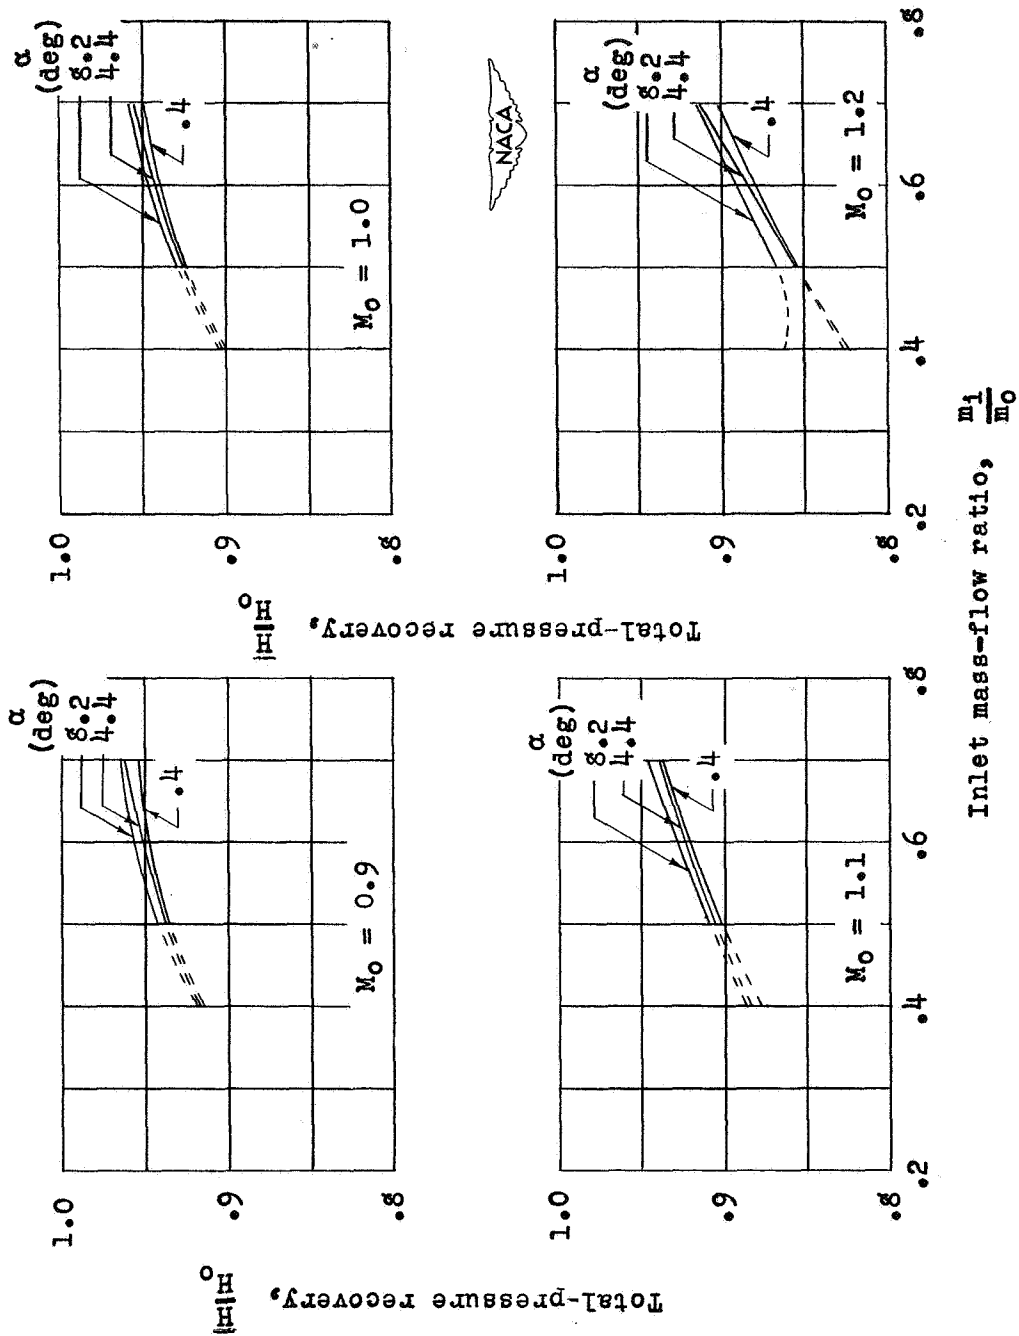 Total-pressure recovery, H̅/H₀
1.0
.9
.8
α
(deg)
8.2
4.4
.4
M₀ = 0.9
Total-pressure recovery, H̅/H₀
1.0
.9
.8
α
(deg)
8.2
4.4
.4
M₀ = 1.0
1.0
.9
.8
α
(deg)
8.2
4.4
.4
M₀ = 1.1
.2
.4
.6
.8
NACA
1.0
.9
.8
α
(deg)
8.2
4.4
.4
M₀ = 1.2
.2
.4
.6
.8
Inlet mass-flow ratio, m₁/m₀